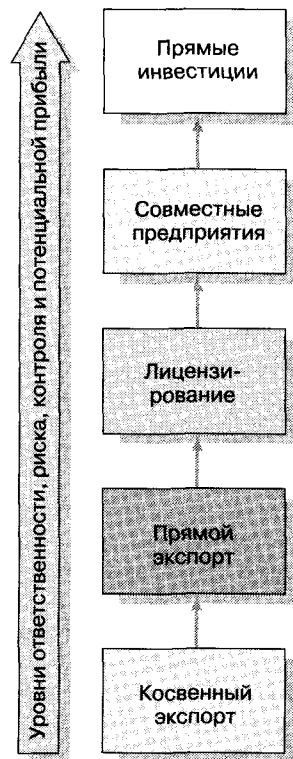 Уровни ответственности, риска, контроля и потенциальной прибыли
Прямые
инвестиции
Совместные
предприятия
Лицензи-
рование
Прямой
экспорт
Косвенный
экспорт